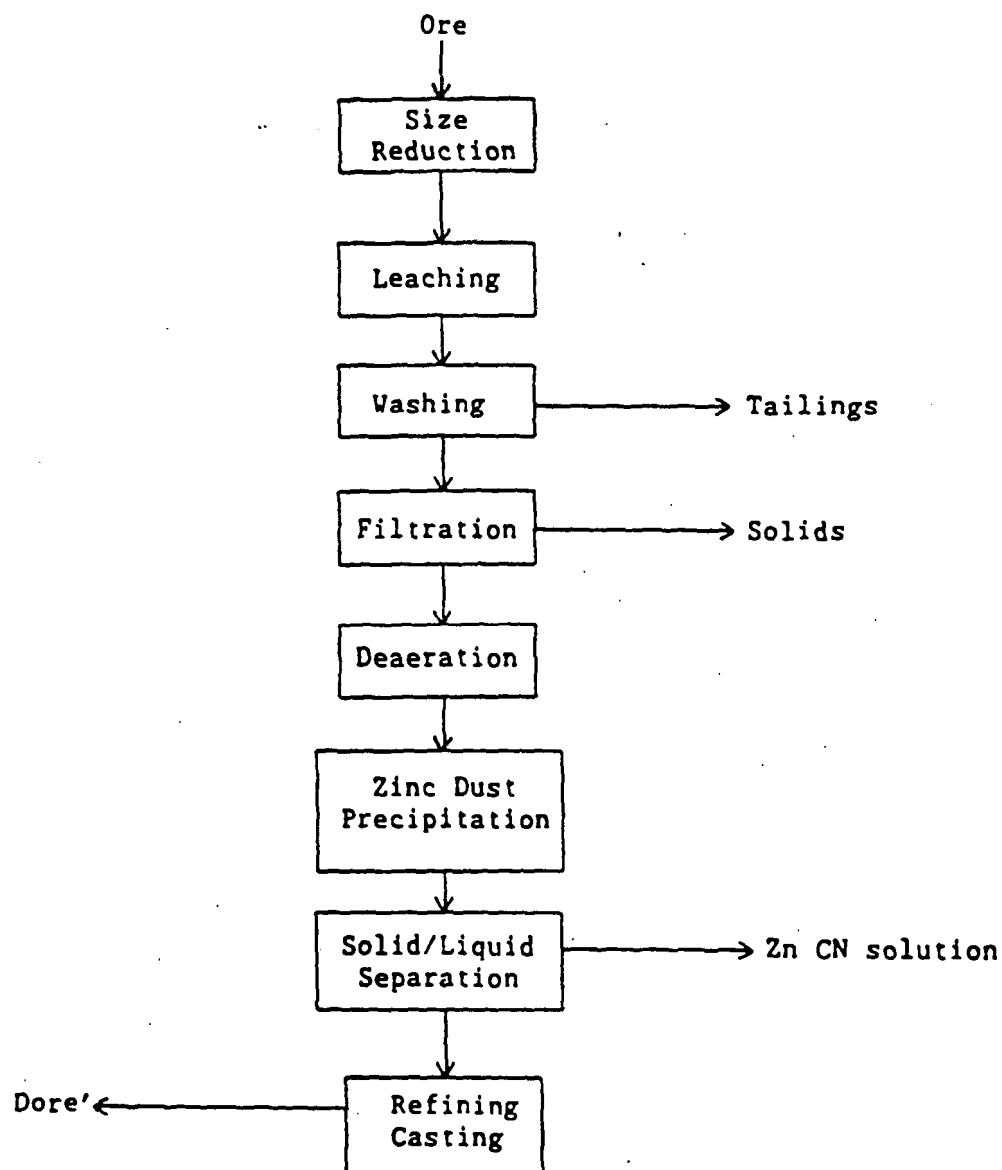 Ore
Size
Reduction
Leaching
Washing
Tailings
Filtration
Solids
Deaeration
Zinc Dust
Precipitation
Solid/Liquid
Separation
Zn CN solution
Dore'
Refining
Casting